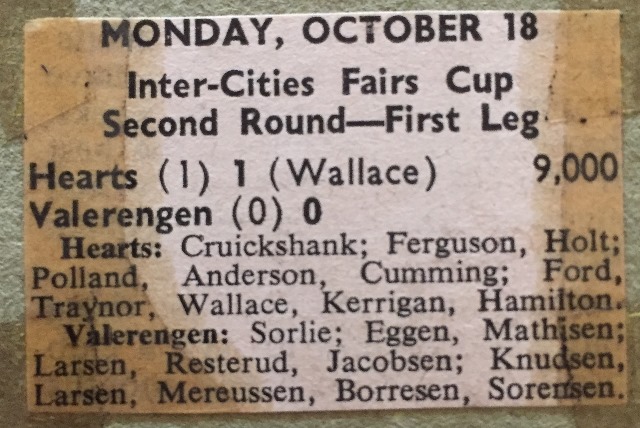 MONDAY, OCTOBER 18
Inter-Cities Fairs Cup
Second Round—First Leg
Hearts (1) 1 (Wallace) 9,000
Valerengen (0) 0
Hearts: Cruickshank; Ferguson, Holt;
Polland, Anderson, Cumming; Ford,
Traynor, Wallace, Kerrigan, Hamilton.
Valerengen: Sorlie; Eggen, Mathisen;
Larsen, Resterud, Jacobsen; Knudsen,
Larsen, Mereussen, Borresen, Sorensen.